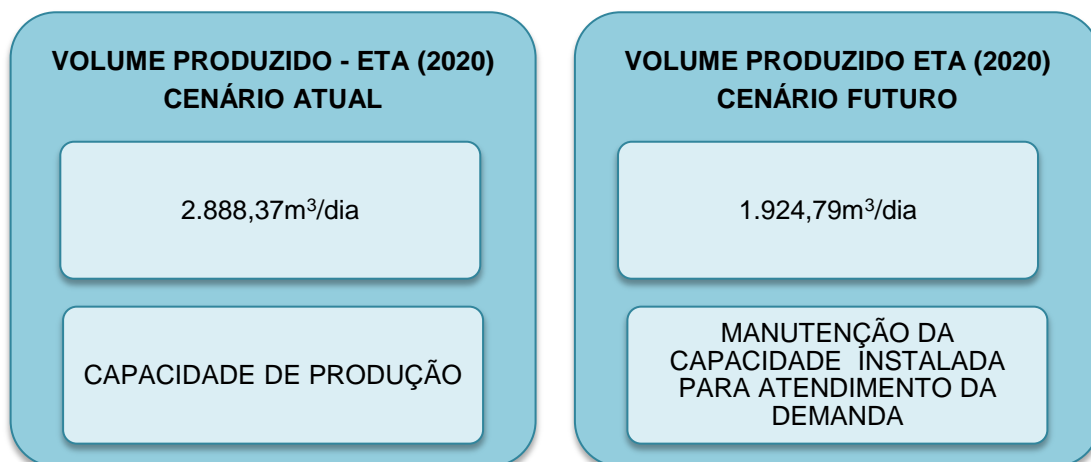 VOLUME PRODUZIDO - ETA (2020)
CENÁRIO ATUAL
2.888,37m³/dia
CAPACIDADE DE PRODUÇÃO
VOLUME PRODUZIDO ETA (2020)
CENÁRIO FUTURO
1.924,79m³/dia
MANUTENÇÃO DA
CAPACIDADE INSTALADA
PARA ATENDIMENTO DA
DEMANDA